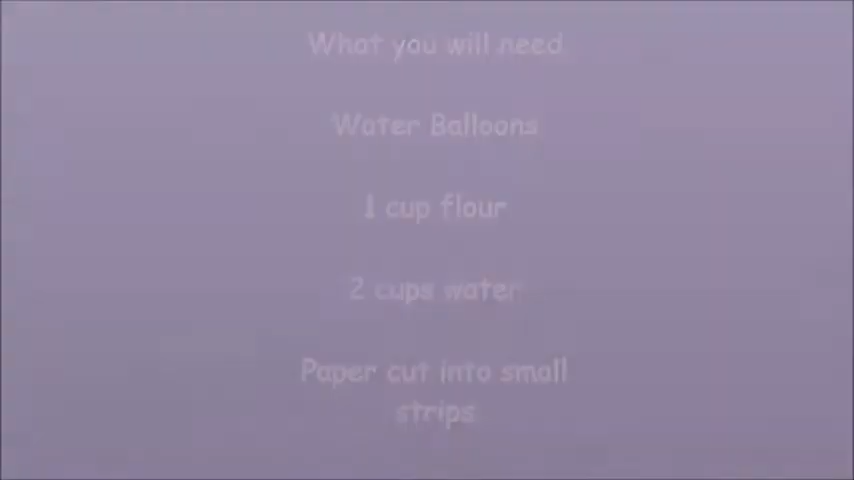 What you will need
Water Balloons
1 cup flour
2 cups water
Paper cut into small
strips